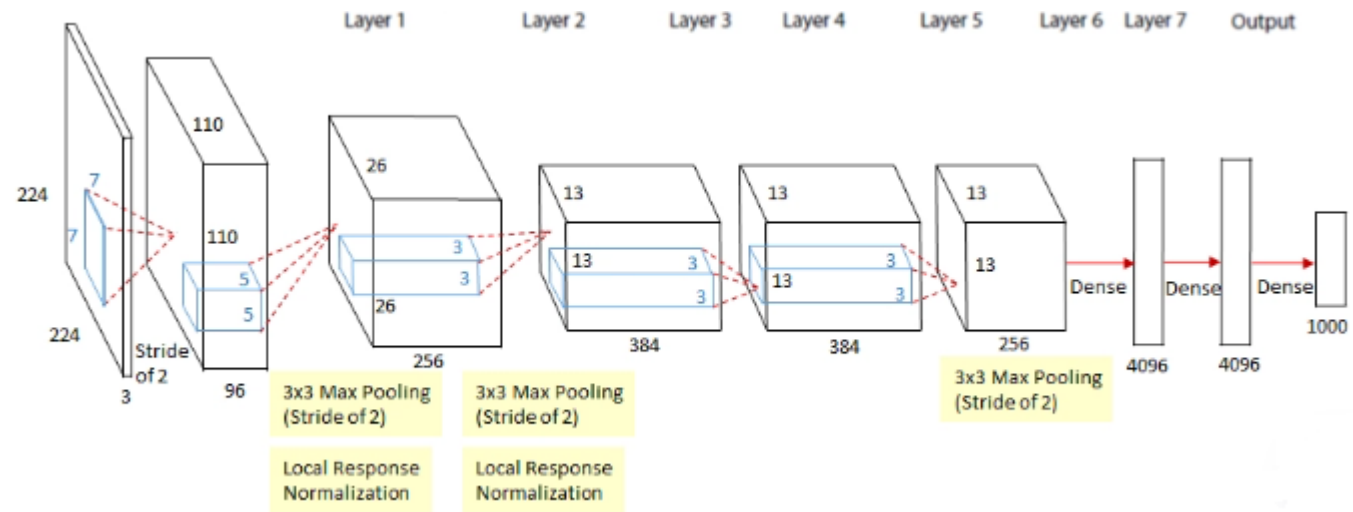 Layer 1 Layer 2 Layer 3 Layer 4 Layer 5 Layer 6 Layer 7 Output
224
7
7
224
3
Stride
of 2
110
110
5
5
96
26
3
3
26
256
13
3
13
3
384
13
3
13
3
384
13
13
256
Dense
4096
Dense
4096
Dense
1000
3x3 Max Pooling
(Stride of 2)
Local Response
Normalization
3x3 Max Pooling
(Stride of 2)
Local Response
Normalization
3x3 Max Pooling
(Stride of 2)